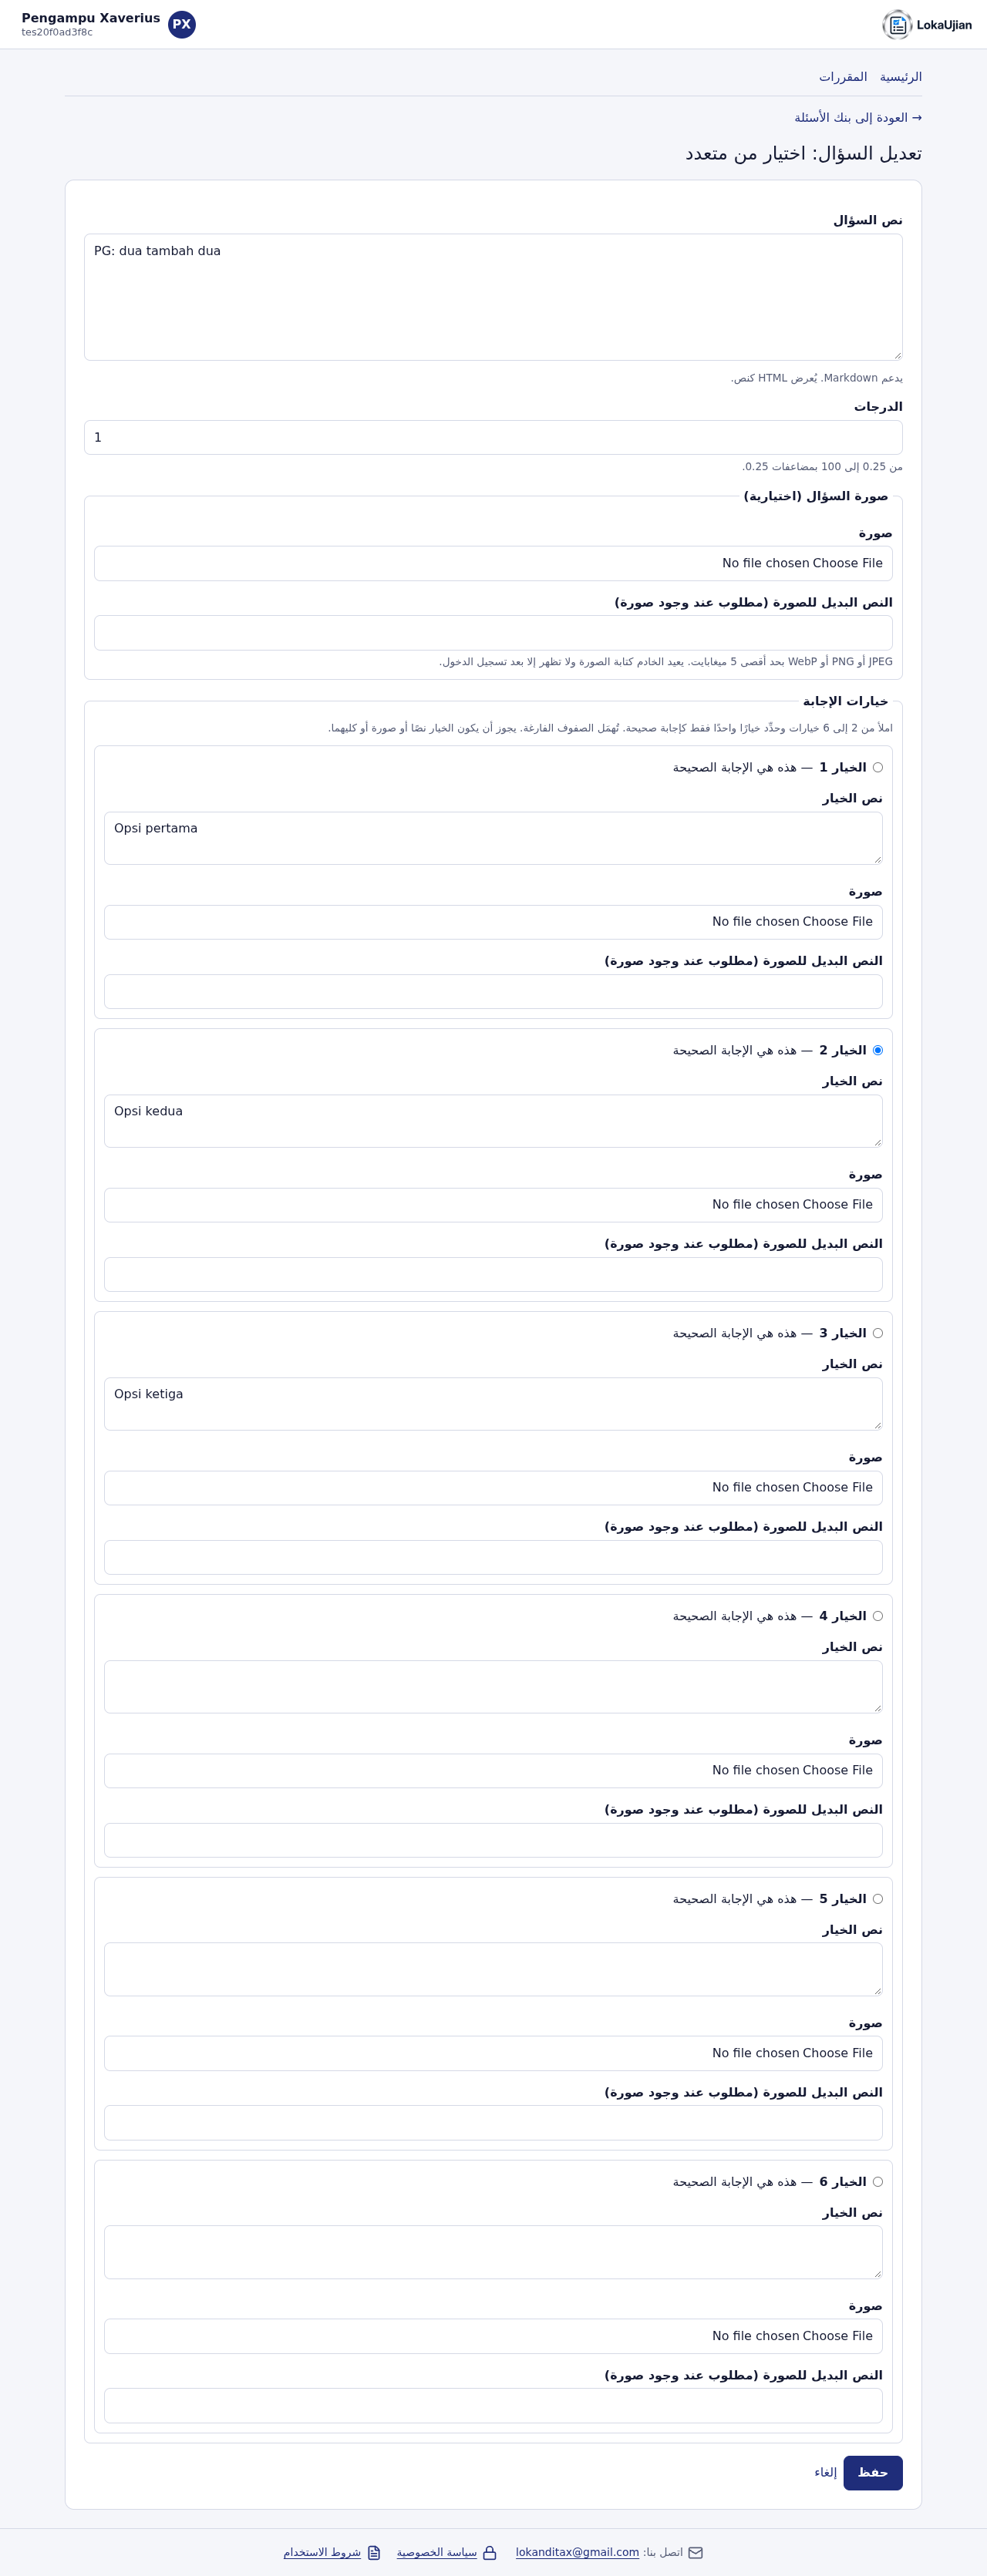 LokaUjian
Pengampu Xaverius
tes20f0ad3f8c
PX
الرئيسية المقررات
→ العودة إلى بنك الأسئلة
تعديل السؤال: اختيار من متعدد
نص السؤال
PG: dua tambah dua
يدعم Markdown. يُعرض HTML كنص.
الدرجات
1
من 0.25 إلى 100 بمضاعفات 0.25.
صورة السؤال (اختيارية)
صورة
Choose File No file chosen
النص البديل للصورة (مطلوب عند وجود صورة)
JPEG أو PNG أو WebP بحد أقصى 5 ميغابايت. يعيد الخادم كتابة الصورة ولا تظهر إلا بعد تسجيل الدخول.
خيارات الإجابة
املأ من 2 إلى 6 خيارات وحدِّد خيارًا واحدًا فقط كإجابة صحيحة. تُهمَل الصفوف الفارغة. يجوز أن يكون الخيار نصًا أو صورة أو كليهما.
الخيار 1 — هذه هي الإجابة الصحيحة
نص الخيار
Opsi pertama
صورة
Choose File No file chosen
النص البديل للصورة (مطلوب عند وجود صورة)
الخيار 2 — هذه هي الإجابة الصحيحة
نص الخيار
Opsi kedua
صورة
Choose File No file chosen
النص البديل للصورة (مطلوب عند وجود صورة)
الخيار 3 — هذه هي الإجابة الصحيحة
نص الخيار
Opsi ketiga
صورة
Choose File No file chosen
النص البديل للصورة (مطلوب عند وجود صورة)
الخيار 4 — هذه هي الإجابة الصحيحة
نص الخيار
صورة
Choose File No file chosen
النص البديل للصورة (مطلوب عند وجود صورة)
الخيار 5 — هذه هي الإجابة الصحيحة
نص الخيار
صورة
Choose File No file chosen
النص البديل للصورة (مطلوب عند وجود صورة)
الخيار 6 — هذه هي الإجابة الصحيحة
نص الخيار
صورة
Choose File No file chosen
النص البديل للصورة (مطلوب عند وجود صورة)
حفظ إلغاء
اتصل بنا: lokanditax@gmail.com سياسة الخصوصية شروط الاستخدام